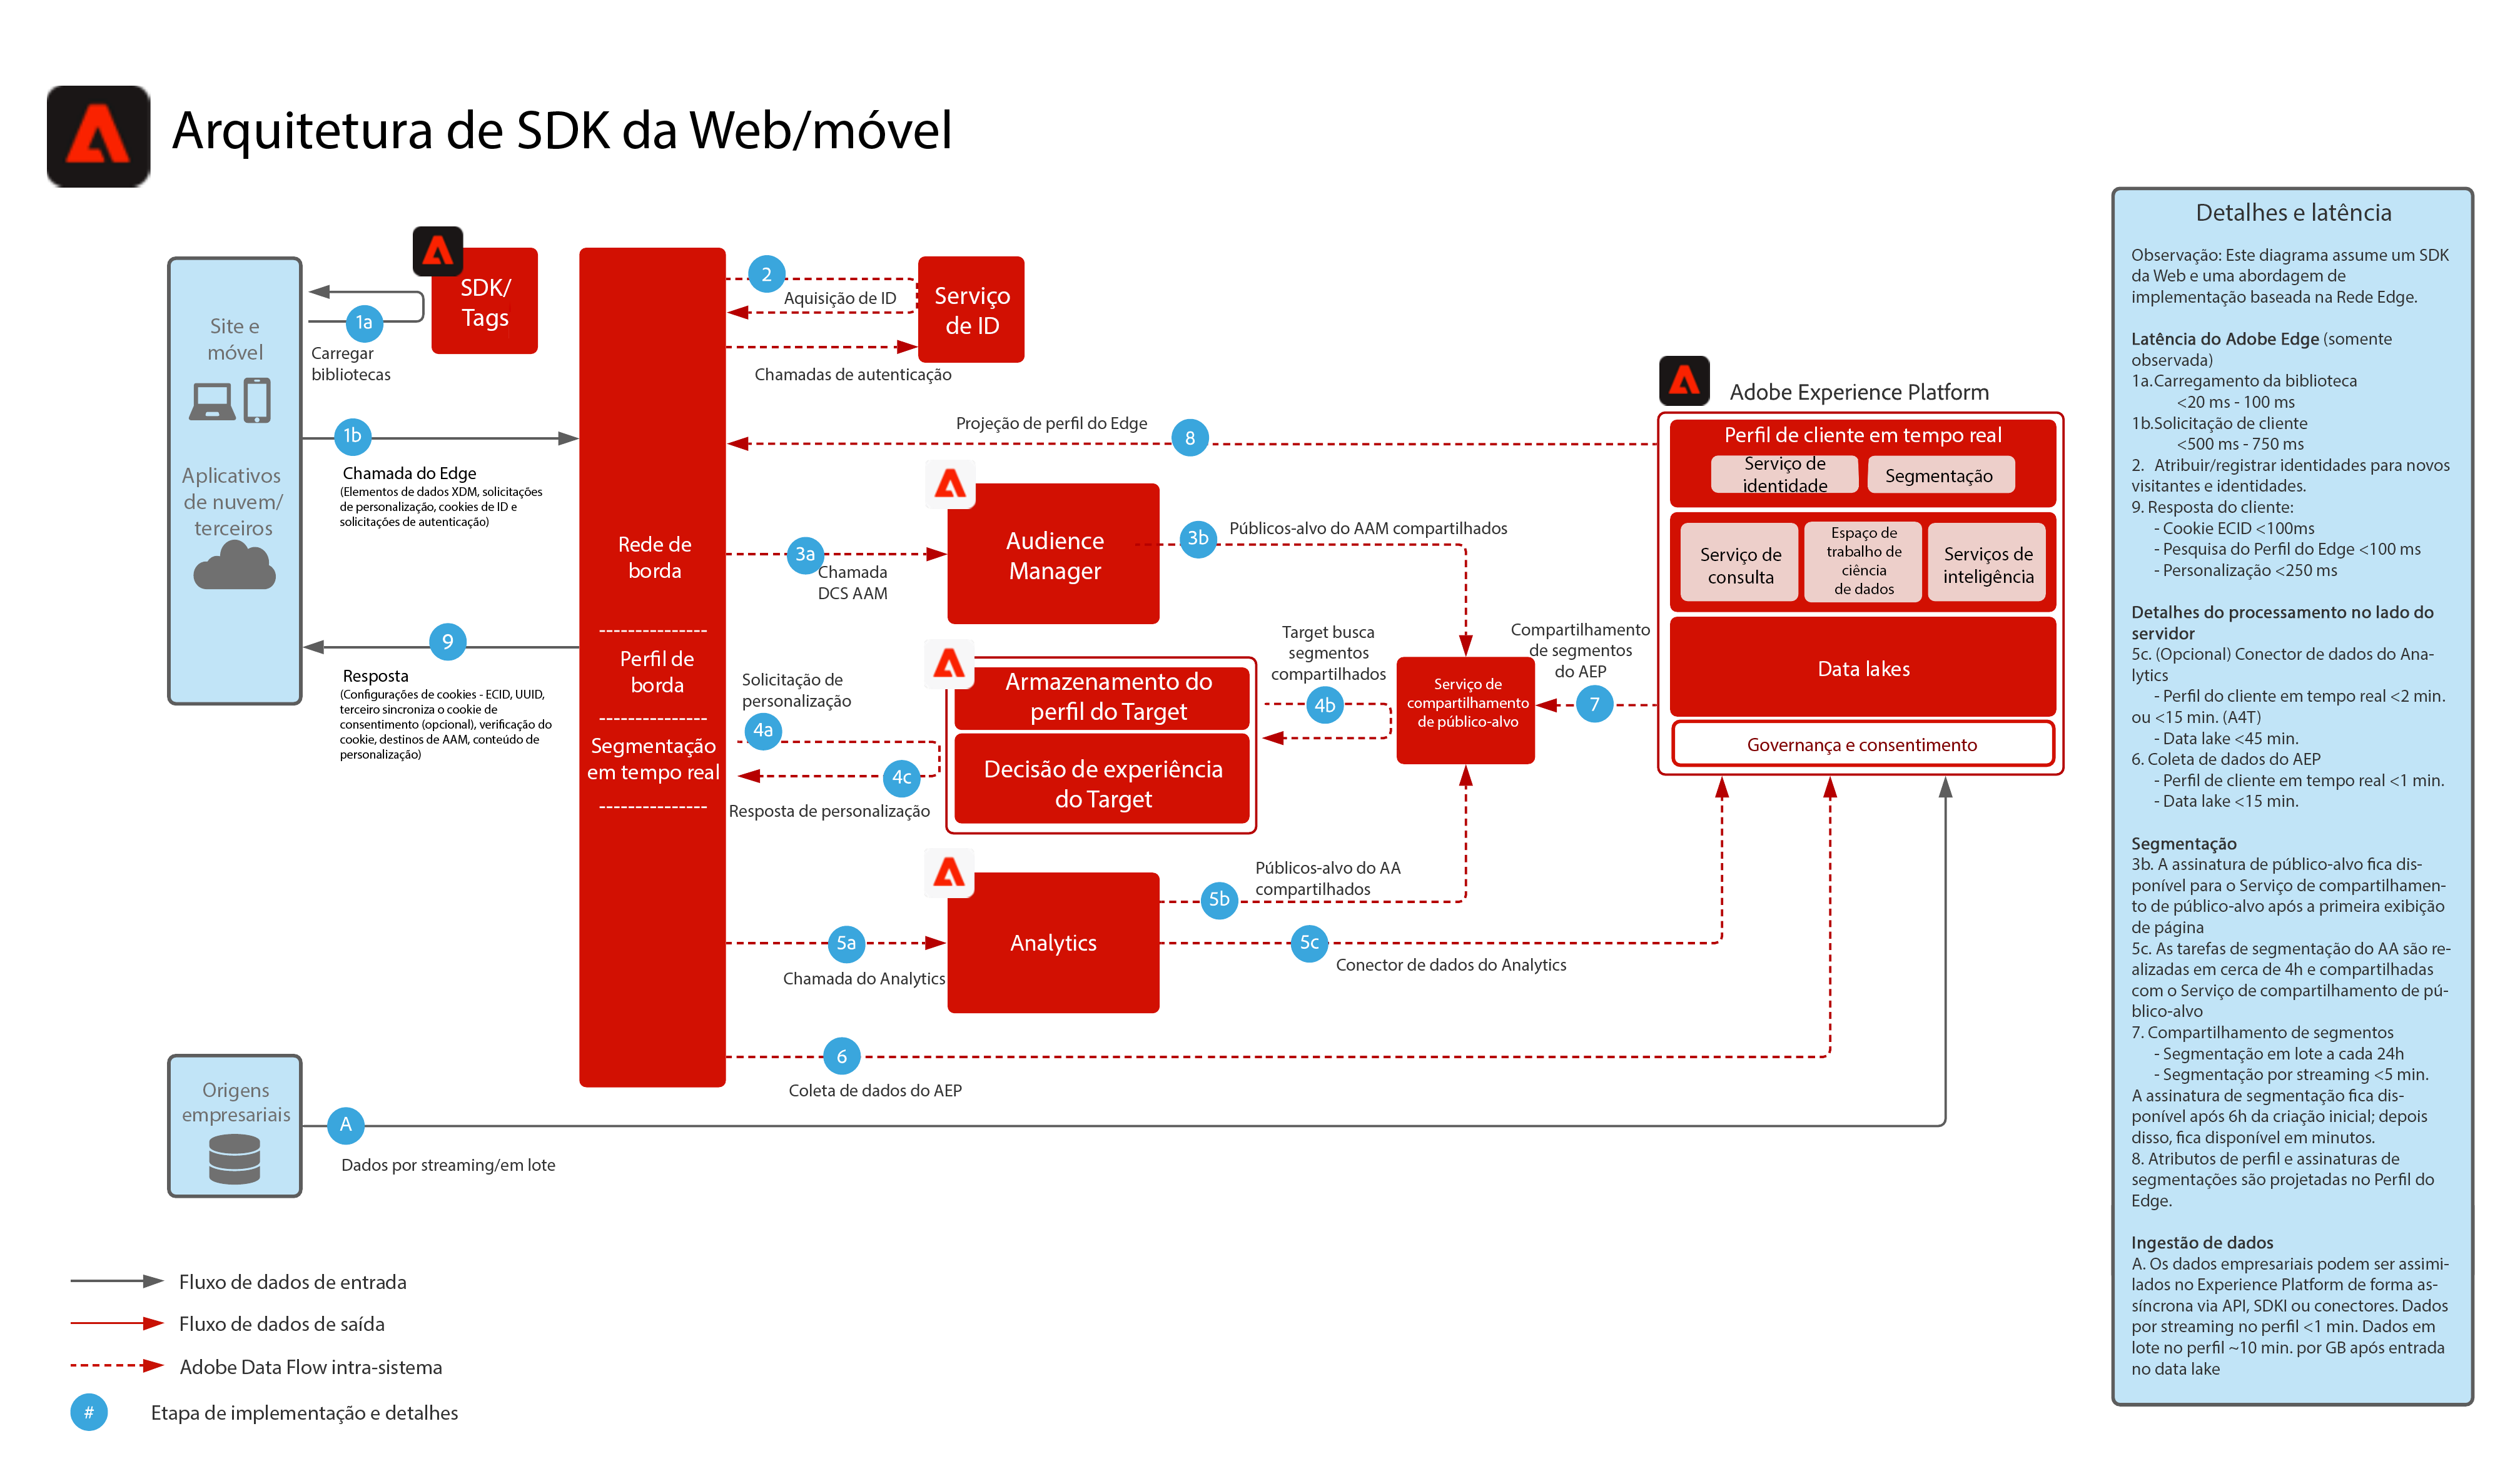 Arquitetura de SDK da Web/móvel
Site e
móvel
Aplicativos
de nuvem/
terceiros
1a
Carregar
bibliotecas
SDK/
Tags
1b
Chamada do Edge
(Elementos de dados XDM, solicitações
de personalização, cookies de ID e
solicitações de autenticação)
9
Resposta
(Configurações de cookies - ECID, UUID,
terceiro sincroniza o cookie de
consentimento (opcional), verificação do
cookie, destinos de AAM, conteúdo de
personalização)
Rede de
borda
Perfil de
borda
Segmentação
em tempo real
2
Aquisição de ID
Chamadas de autenticação
Serviço
de ID
Projeção de perfil do Edge
8
3a
Chamada
DCS AAM
Audience
Manager
3b
Públicos-alvo do AAM compartilhados
Solicitação de
personalização
4a
4c
Resposta de personalização
Armazenamento do
perfil do Target
Decisão de experiência
do Target
Target busca
segmentos
compartilhados
4b
Serviço de
compartilhamento
de público-alvo
Compartilhamento
de segmentos
do AEP
7
5a
Chamada do Analytics
Analytics
Públicos-alvo do AA
compartilhados
5b
5c
Conector de dados do Analytics
6
Coleta de dados do AEP
Adobe Experience Platform
Perfil de cliente em tempo real
Serviço de
identidade
Segmentação
Serviço de
consulta
Espaço de
trabalho de
ciência
de dados
Serviços de
inteligência
Data lakes
Governança e consentimento
Origens
empresariais
A
Dados por streaming/em lote
Fluxo de dados de entrada
Fluxo de dados de saída
Adobe Data Flow intra-sistema
#
Etapa de implementação e detalhes
Detalhes e latência
Observação: Este diagrama assume um SDK
da Web e uma abordagem de
implementação baseada na Rede Edge.
Latência do Adobe Edge (somente
observada)
1a.Carregamento da biblioteca
<20 ms - 100 ms
1b.Solicitação de cliente
<500 ms - 750 ms
2. Atribuir/registrar identidades para novos
visitantes e identidades.
9. Resposta do cliente:
- Cookie ECID <100ms
- Pesquisa do Perfil do Edge <100 ms
- Personalização <250 ms
Detalhes do processamento no lado do
servidor
5c. (Opcional) Conector de dados do Ana-
lytics
- Perfil do cliente em tempo real <2 min.
ou <15 min. (A4T)
- Data lake <45 min.
6. Coleta de dados do AEP
- Perfil de cliente em tempo real <1 min.
- Data lake <15 min.
Segmentação
3b. A assinatura de público-alvo fica dis-
ponível para o Serviço de compartilhamen-
to de público-alvo após a primeira exibição
de página
5c. As tarefas de segmentação do AA são re-
alizadas em cerca de 4h e compartilhadas
com o Serviço de compartilhamento de pú-
blico-alvo
7. Compartilhamento de segmentos
- Segmentação em lote a cada 24h
- Segmentação por streaming <5 min.
A assinatura de segmentação fica dis-
ponível após 6h da criação inicial; depois
disso, fica disponível em minutos.
8. Atributos de perfil e assinaturas de
segmentações são projetadas no Perfil do
Edge.
Ingestão de dados
A. Os dados empresariais podem ser assimi-
lados no Experience Platform de forma as-
síncrona via API, SDKI ou conectores. Dados
por streaming no perfil <1 min. Dados em
lote no perfil ~10 min. por GB após entrada
no data lake